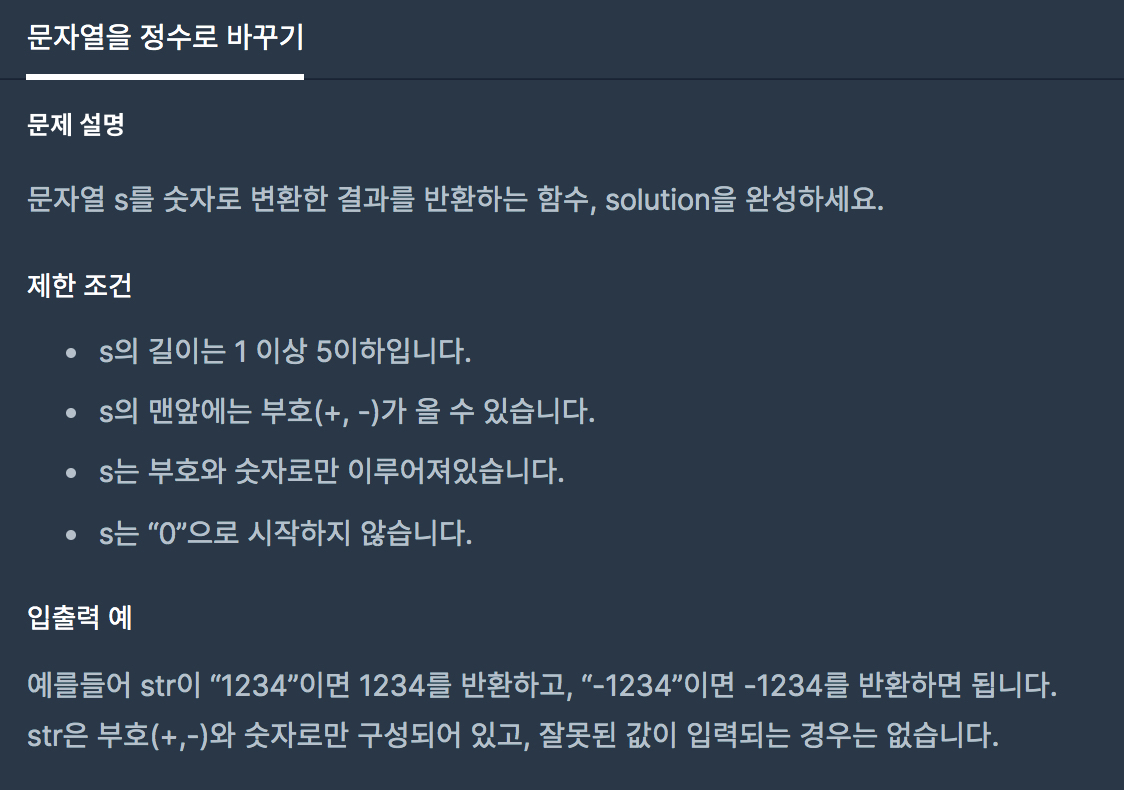 문자열을 정수로 바꾸기
문제 설명
문자열 s를 숫자로 변환한 결과를 반환하는 함수, solution을 완성하세요.
제한 조건
• s의 길이는 1 이상 5이하입니다.
• s의 맨앞에는 부호(+, -)가 올 수 있습니다.
• s는 부호와 숫자로만 이루어져있습니다.
• s는 “0”으로 시작하지 않습니다.
입출력 예
예를들어 str이 “1234”이면 1234를 반환하고, “-1234”이면 -1234를 반환하면 됩니다.
str은 부호(+,-)와 숫자로만 구성되어 있고, 잘못된 값이 입력되는 경우는 없습니다.